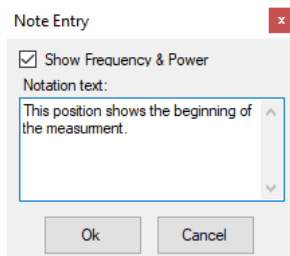 Note Entry
x
Show Frequency & Power
Notation text:
This position shows the beginning of
the measurment.
Ok
Cancel